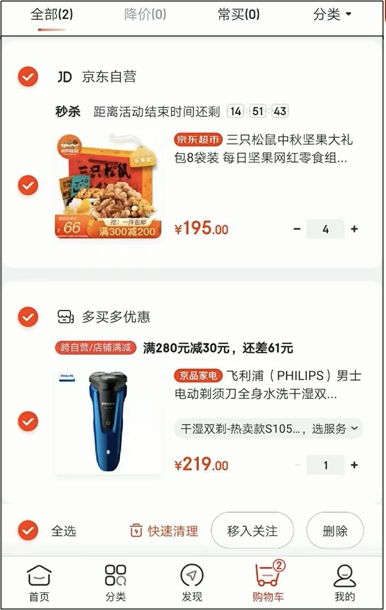 全部(2) 降价(0) 常买(0) 分类
JD 京东自营
秒杀 距离活动结束时间还剩 14 : 51 : 43
京东超市 三只松鼠中秋坚果大礼
包8袋装 每日坚果网红零食组...
三只松鼠
66
满300减200
¥195.00
− 4 +
多买多优惠
跨自营/店铺满减 满280元减30元，还差61元
PHILIPS
京品家电 飞利浦（PHILIPS）男士
电动剃须刀全身水洗干湿双...
干湿双剃-热卖款S105...，选服务
¥219.00
− 1 +
全选 快速清理 移入关注 删除
2
首页 分类 发现 购物车 我的